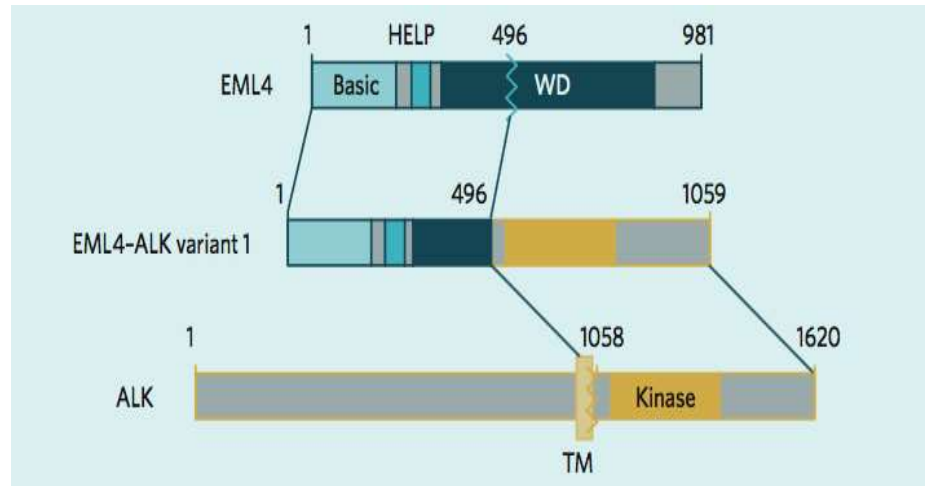 1 HELP 496 981
EML4 Basic WD
1 496 1059
EML4-ALK variant 1
1 1058 1620
ALK Kinase
TM